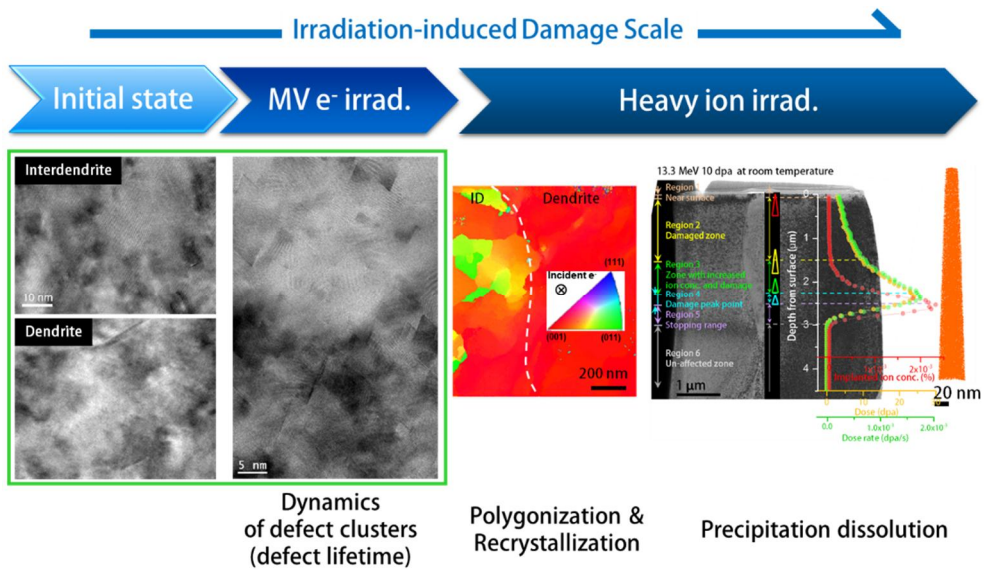 Irradiation-induced Damage Scale
Initial state
MV e⁻ irrad.
Heavy ion irrad.
Interdendrite
10 nm
Dendrite
5 nm
ID
Dendrite
Incident e⁻
(111)
(001)
(011)
200 nm
13.3 MeV 10 dpa at room temperature
Region
Near surface
Region 2
Damaged zone
Region 3
Zone with increased
ion conc. and damage
Region 4
Damage peak point
Region 5
Stopping range
Region 6
Un-affected zone
1 μm
Depth from surface (μm)
0
1
2
3
4
2x10⁻³
Implanted ion conc. (%)
0
10
20
Dose (dpa)
0.0
1.0x10⁻³
2.0x10⁻³
Dose rate (dpa/s)
20 nm
Dynamics
of defect clusters
(defect lifetime)
Polygonization &
Recrystallization
Precipitation dissolution